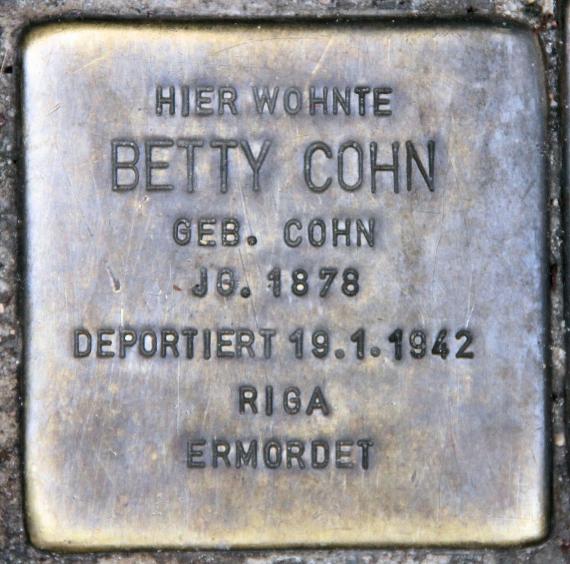 HIER WOHNTE
BETTY COHN
GEB. COHN
JG. 1878
DEPORTIERT 19.1.1942
RIGA
ERMORDET